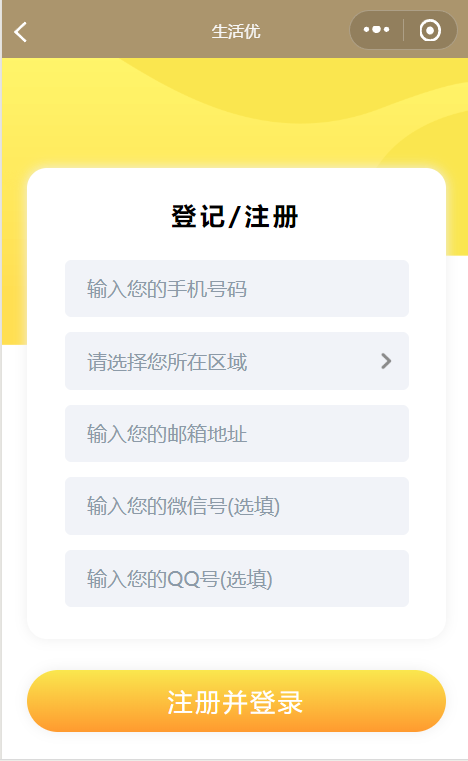 生活优
登记/注册
输入您的手机号码
请选择您所在区域
输入您的邮箱地址
输入您的微信号(选填)
输入您的QQ号(选填)
注册并登录